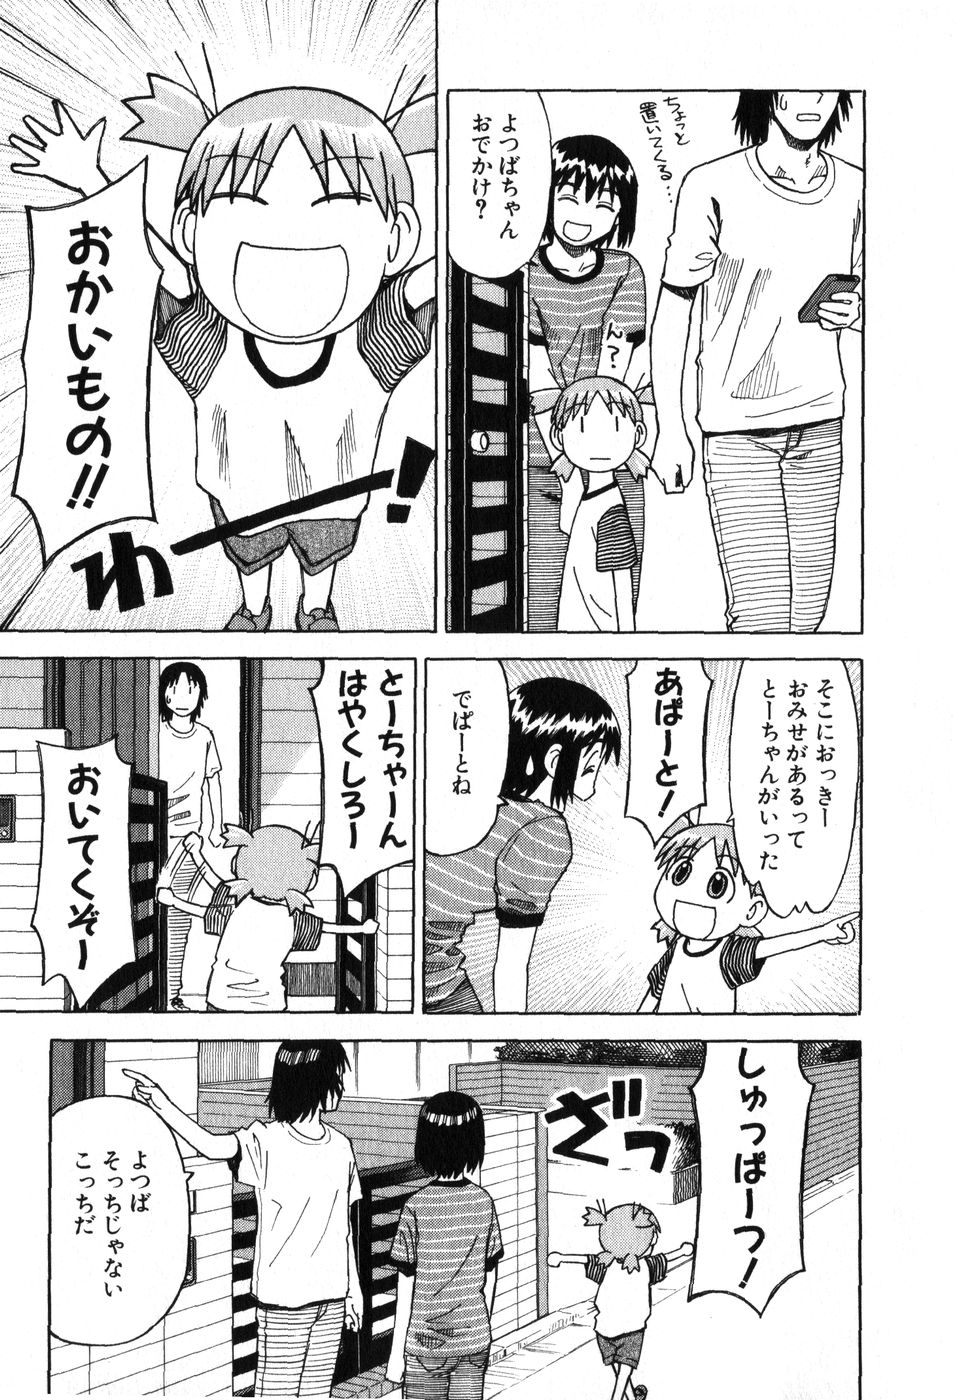 ちょっと
置いてくる…
よつばちゃん
おでかけ？
ん？
おかいもの!!
わーー！
そこにおっきー
おみせがあるって
とーちゃんがいった
あぱーと！
でぱーとね
とーちゃーん
はやくしろー
おいてくぞー
しゅっぱーつ！
ざっ
よつば
そっちじゃない
こっちだ